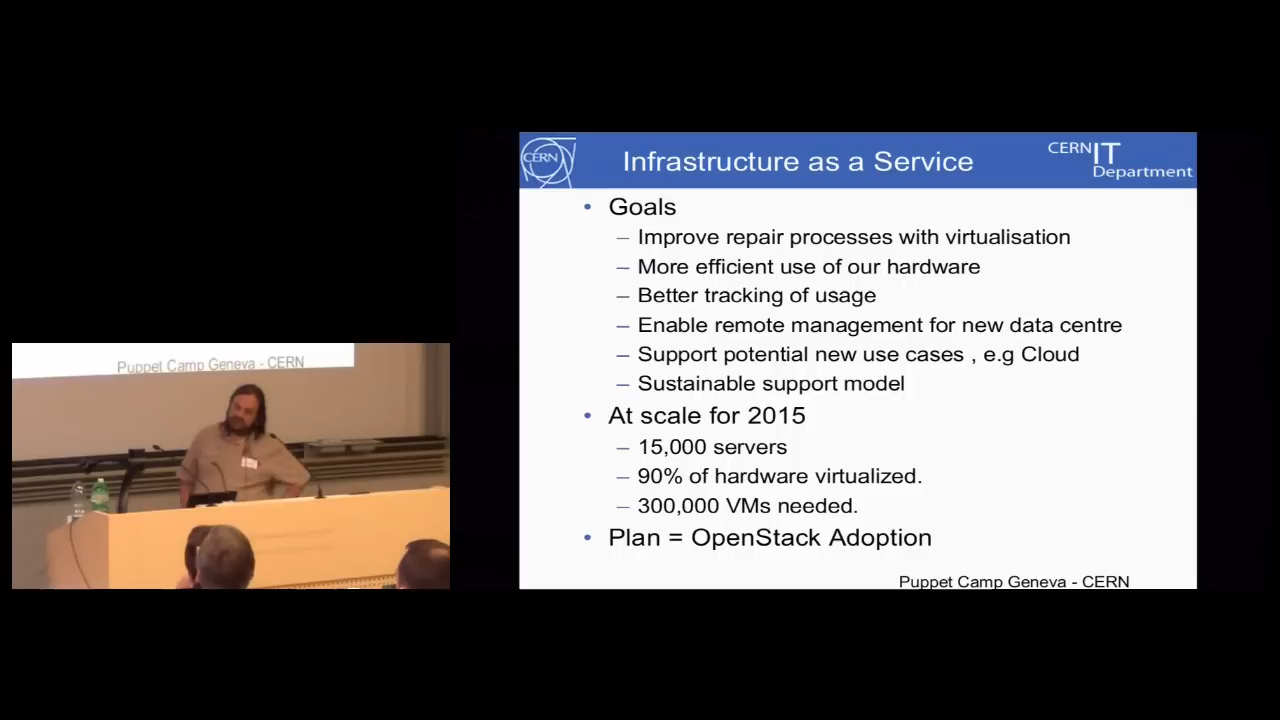 CERN
Infrastructure as a Service
CERN IT
Department
• Goals
– Improve repair processes with virtualisation
– More efficient use of our hardware
– Better tracking of usage
– Enable remote management for new data centre
– Support potential new use cases , e.g Cloud
– Sustainable support model
• At scale for 2015
– 15,000 servers
– 90% of hardware virtualized.
– 300,000 VMs needed.
• Plan = OpenStack Adoption
Puppet Camp Geneva - CERN
Puppet Camp Geneva - CERN